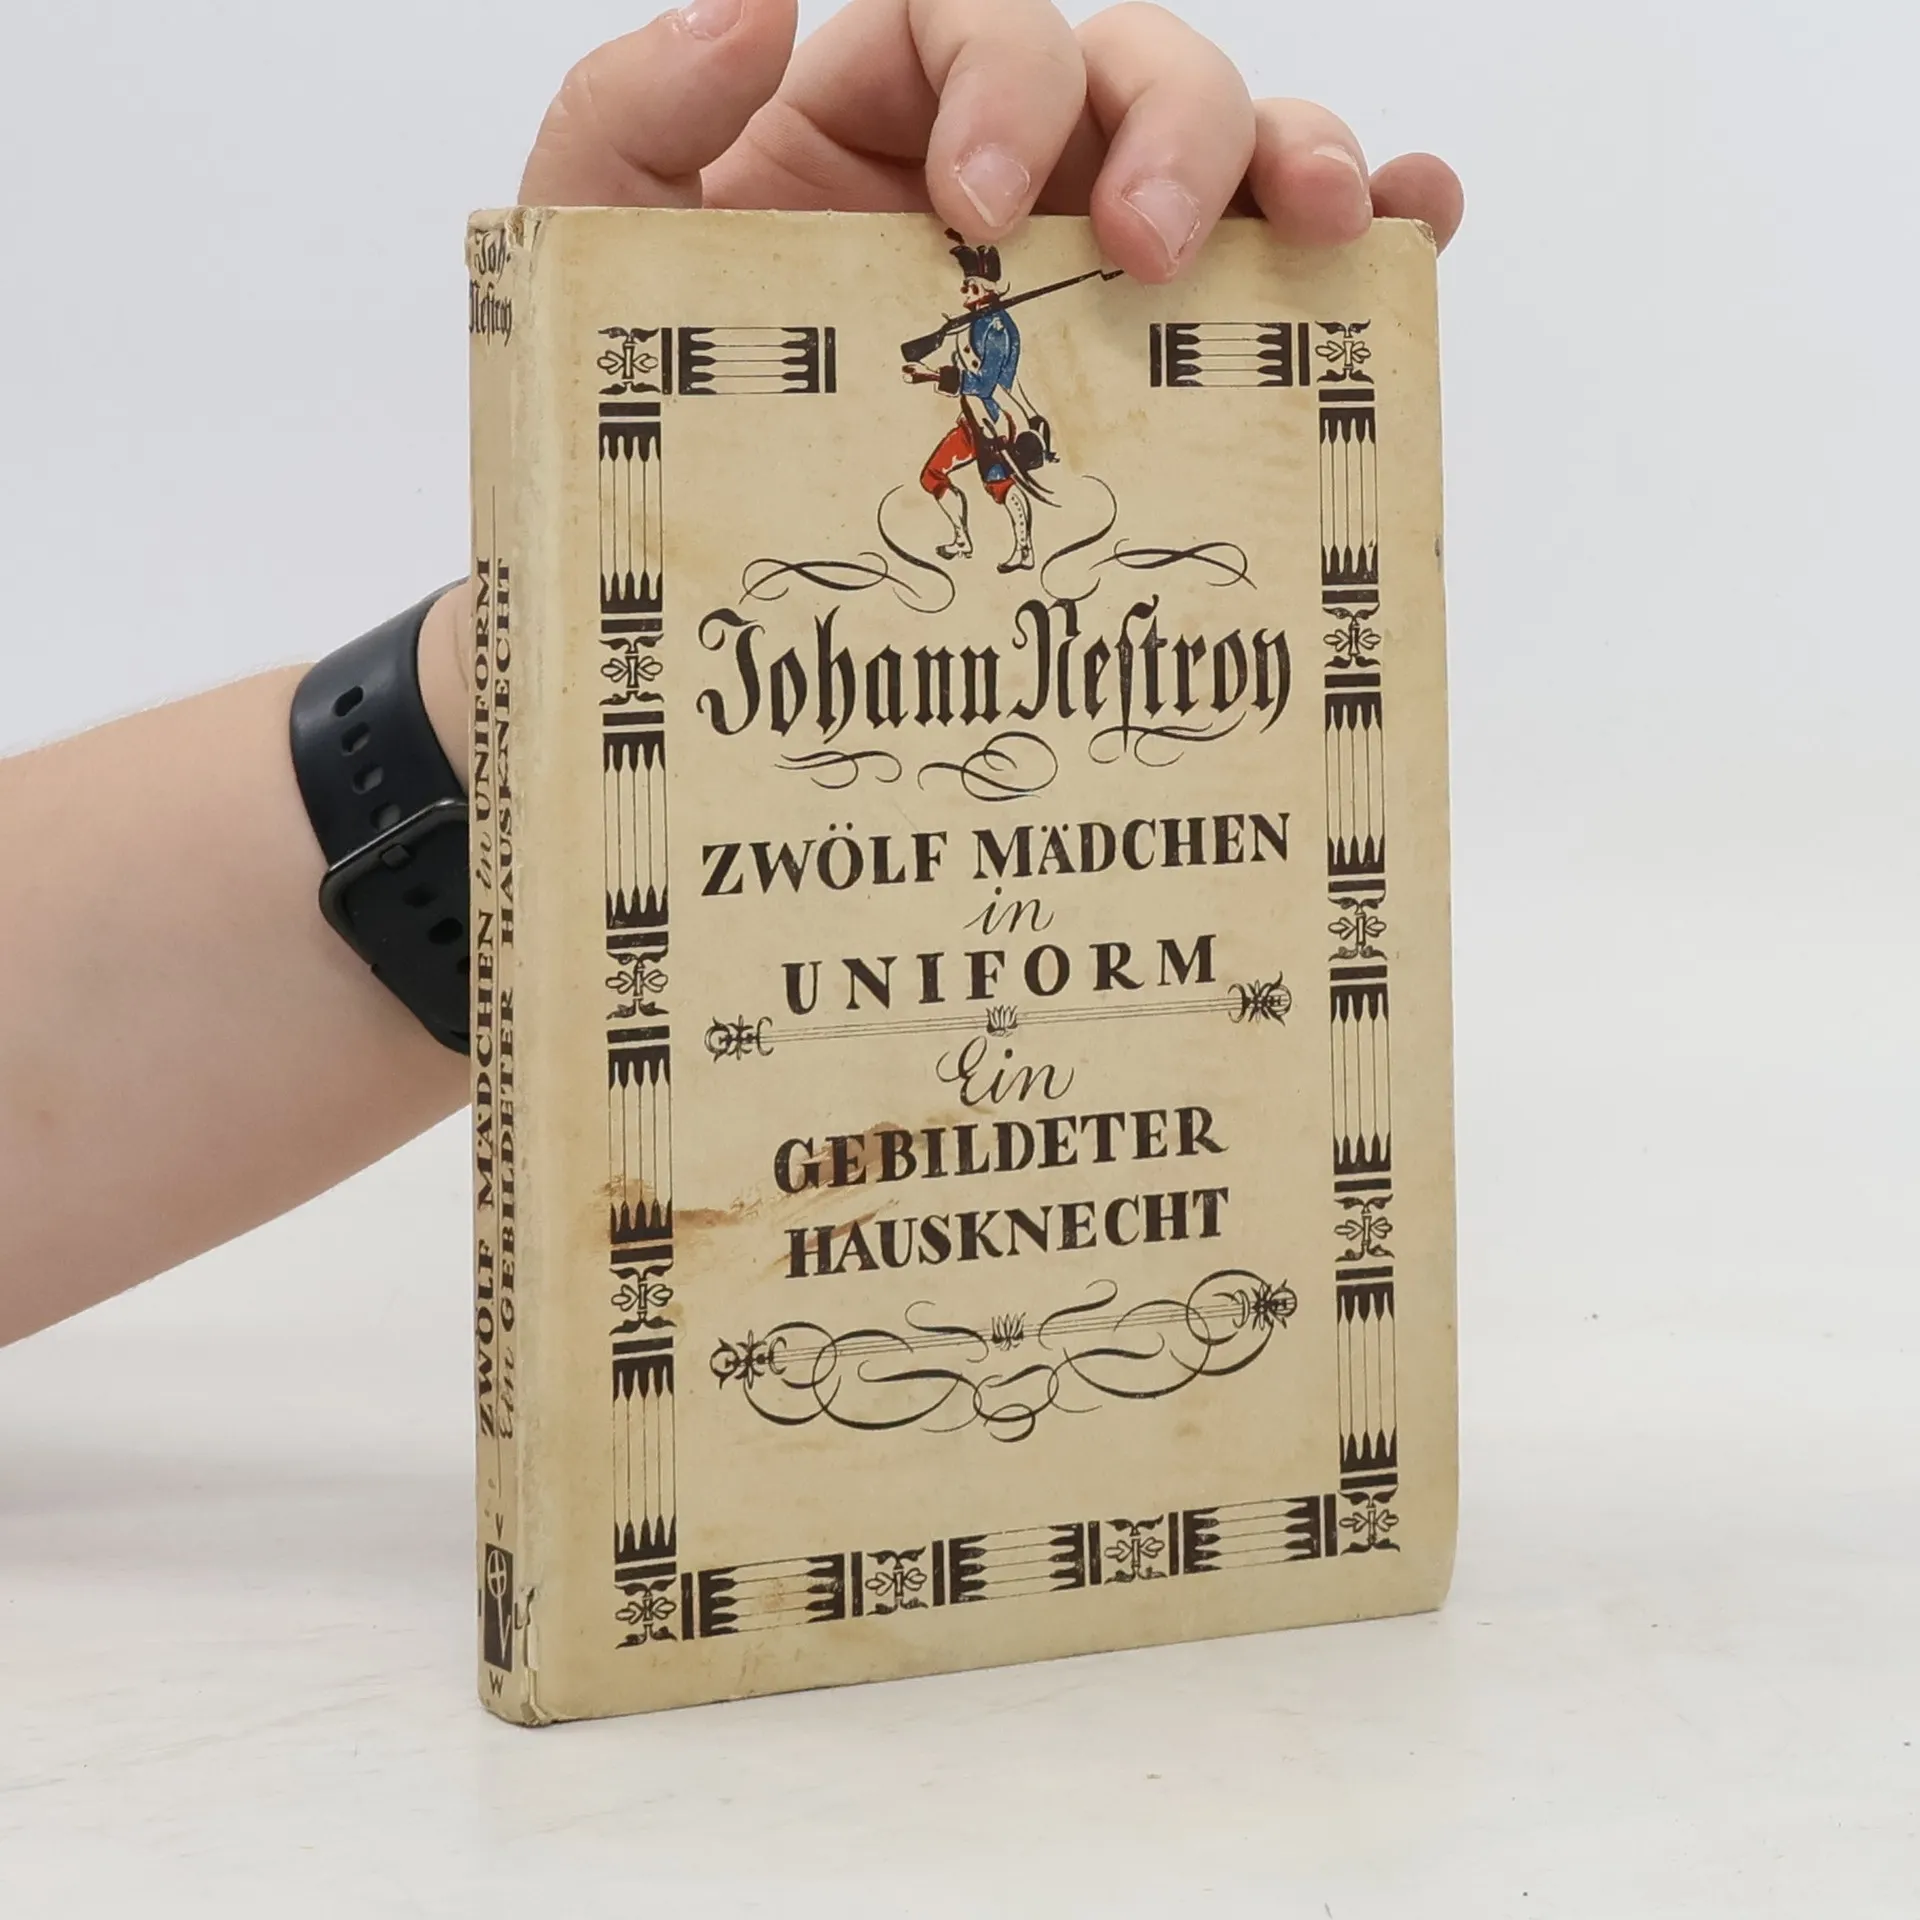 Johann Nestroy
ZWÖLF MÄDCHEN
in
UNIFORM
Ein
GEBILDETER
HAUSKNECHT
Joh.
Nestroy
ZWÖLF MÄDCHEN in UNIFORM
Ein GEBILDETER HAUSKNECHT
V
W